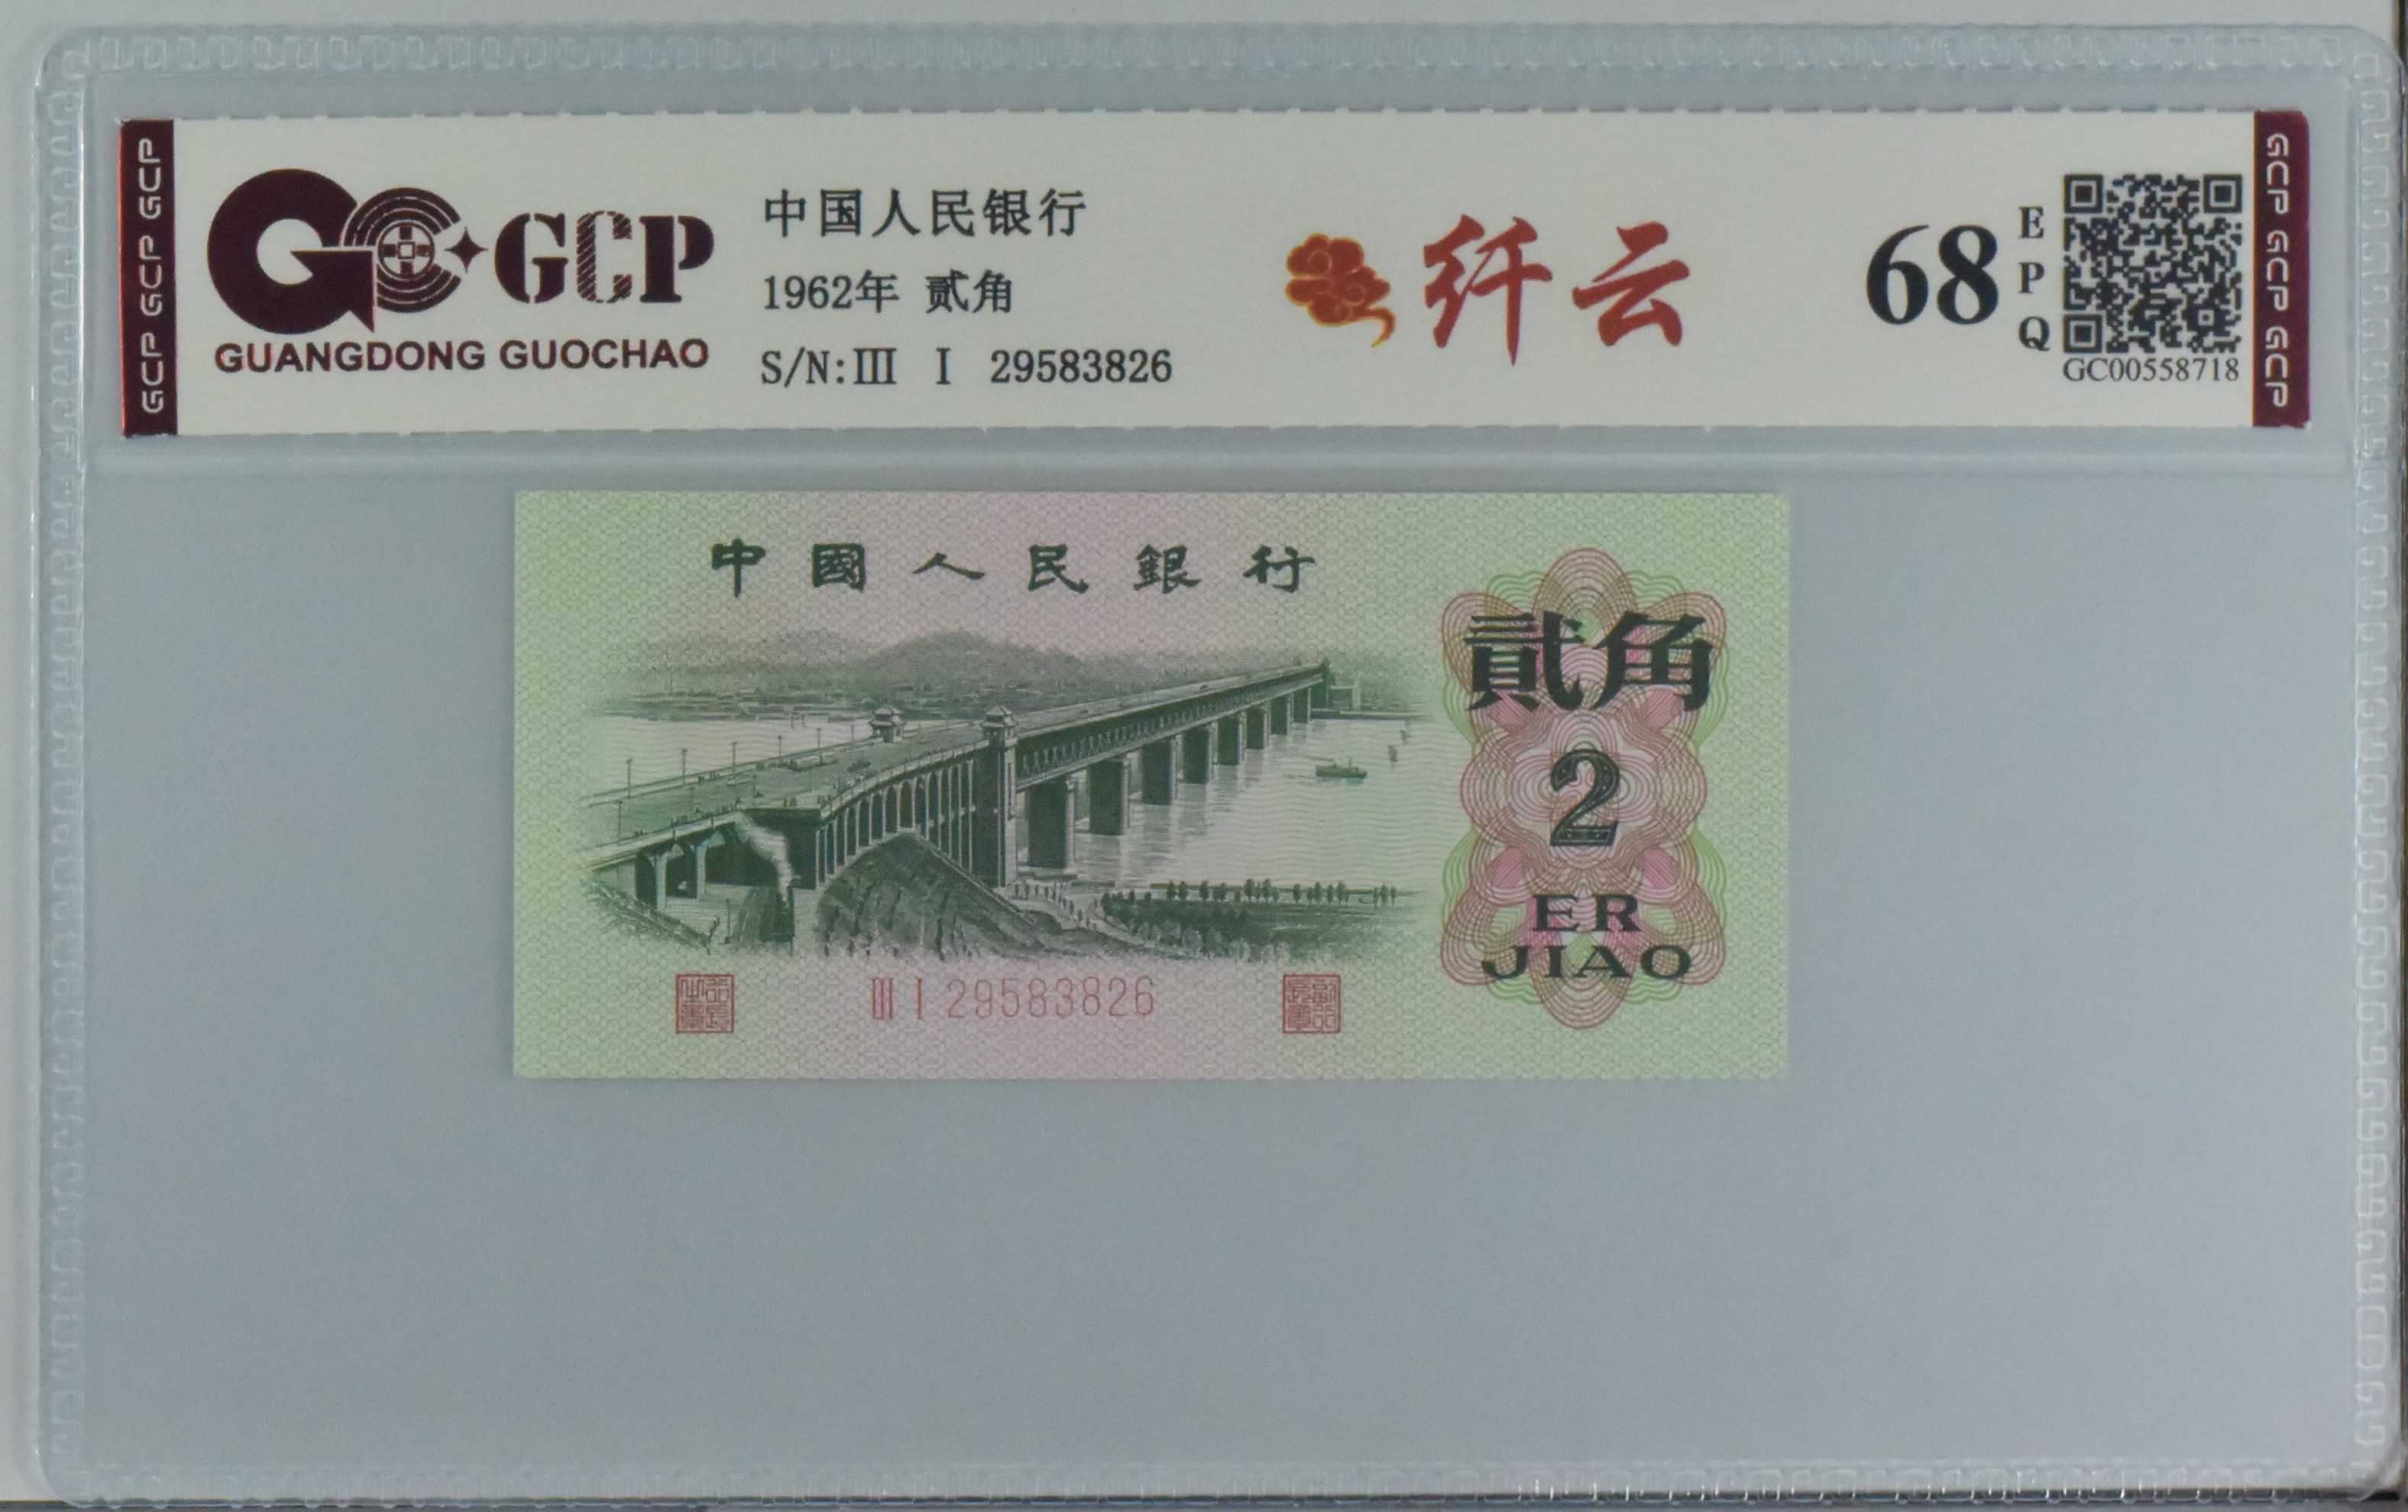 GCP GCP GCP
GCP
GUANGDONG GUOCHAO
中国人民银行
1962年 贰角
S/N:III I 29583826
纤云
68
EPQ
GC00558718
GCP GCP GCP
中國人民銀行
貳角
2
ER
JIAO
III I 29583826